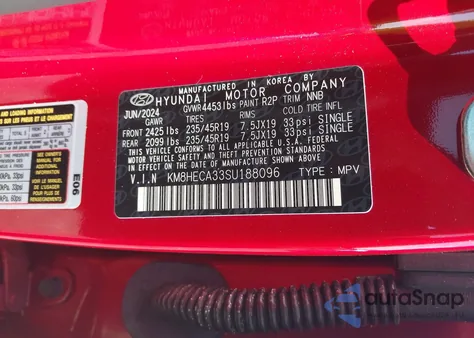 MANUFACTURED IN KOREA BY
HYUNDAI MOTOR COMPANY
JUN/2024 GVWR 4453 lbs PAINT R2P TRIM NNB
GAWR TIRES RIMS COLD TIRE INFL
FRONT 2425 lbs 235/45R19 7.5JX19 33psi SINGLE
REAR 2099 lbs 235/45R19 7.5JX19 33psi SINGLE
THIS VEHICLE CONFORMS TO ALL APPLICABLE
U.S. FEDERAL MOTOR VEHICLE SAFETY
AND THEFT PREVENTION STANDARDS IN EFFECT
ON THE DATE OF MANUFACTURE SHOWN ABOVE.
V.I.N KM8HECA33SU188096 TYPE: MPV
33psi
33psi
60psi
E06
autoSnap